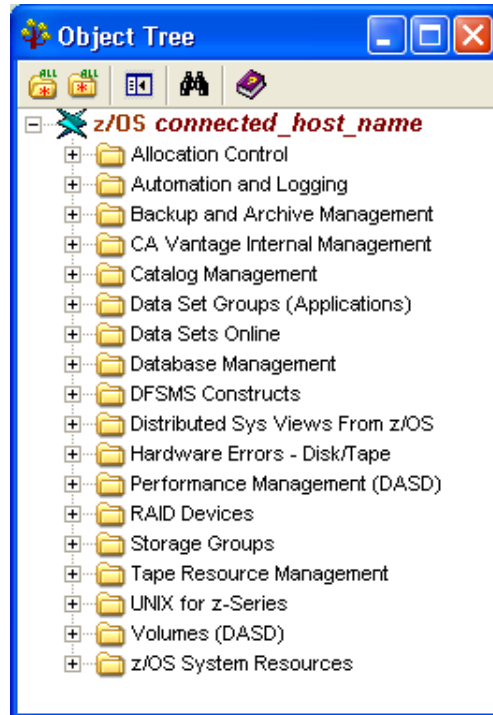 Object Tree
ALL ALL
z/OS connected_host_name
Allocation Control
Automation and Logging
Backup and Archive Management
CA Vantage Internal Management
Catalog Management
Data Set Groups (Applications)
Data Sets Online
Database Management
DFSMS Constructs
Distributed Sys Views From z/OS
Hardware Errors - Disk/Tape
Performance Management (DASD)
RAID Devices
Storage Groups
Tape Resource Management
UNIX for z-Series
Volumes (DASD)
z/OS System Resources